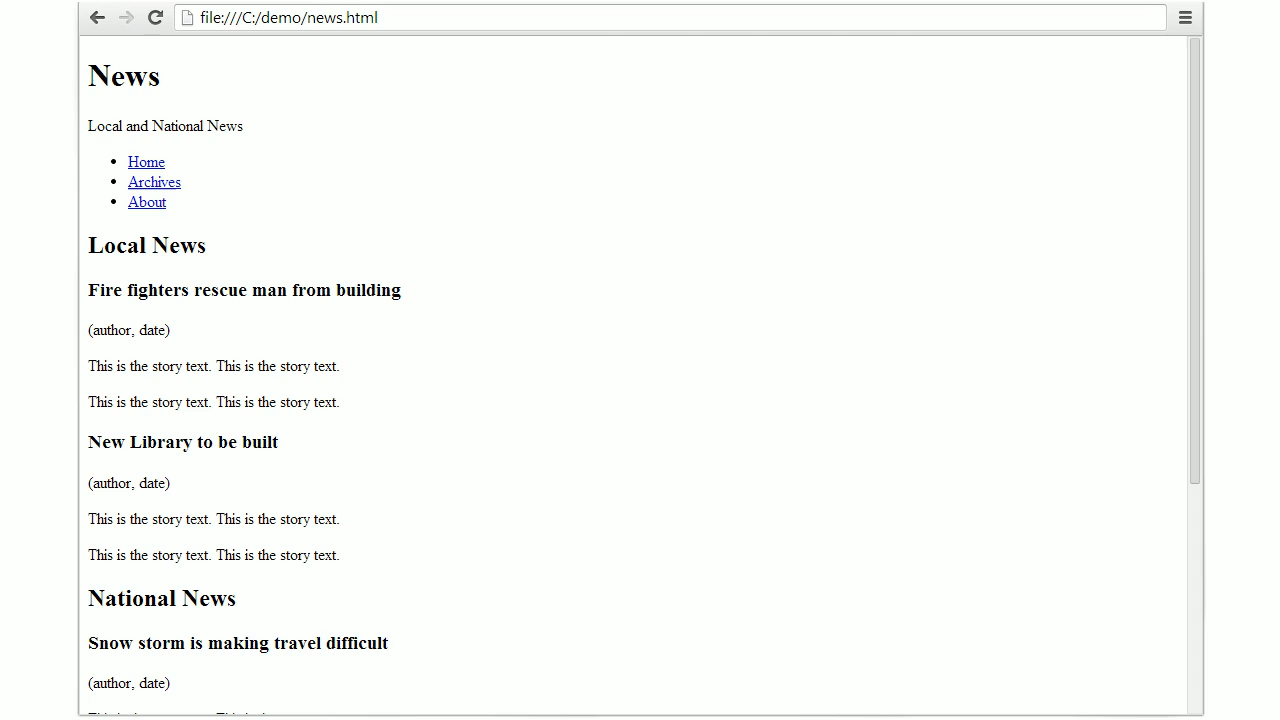 file:///C:/demo/news.html
News
Local and National News
Home
Archives
About
Local News
Fire fighters rescue man from building
(author, date)
This is the story text. This is the story text.
This is the story text. This is the story text.
New Library to be built
(author, date)
This is the story text. This is the story text.
This is the story text. This is the story text.
National News
Snow storm is making travel difficult
(author, date)